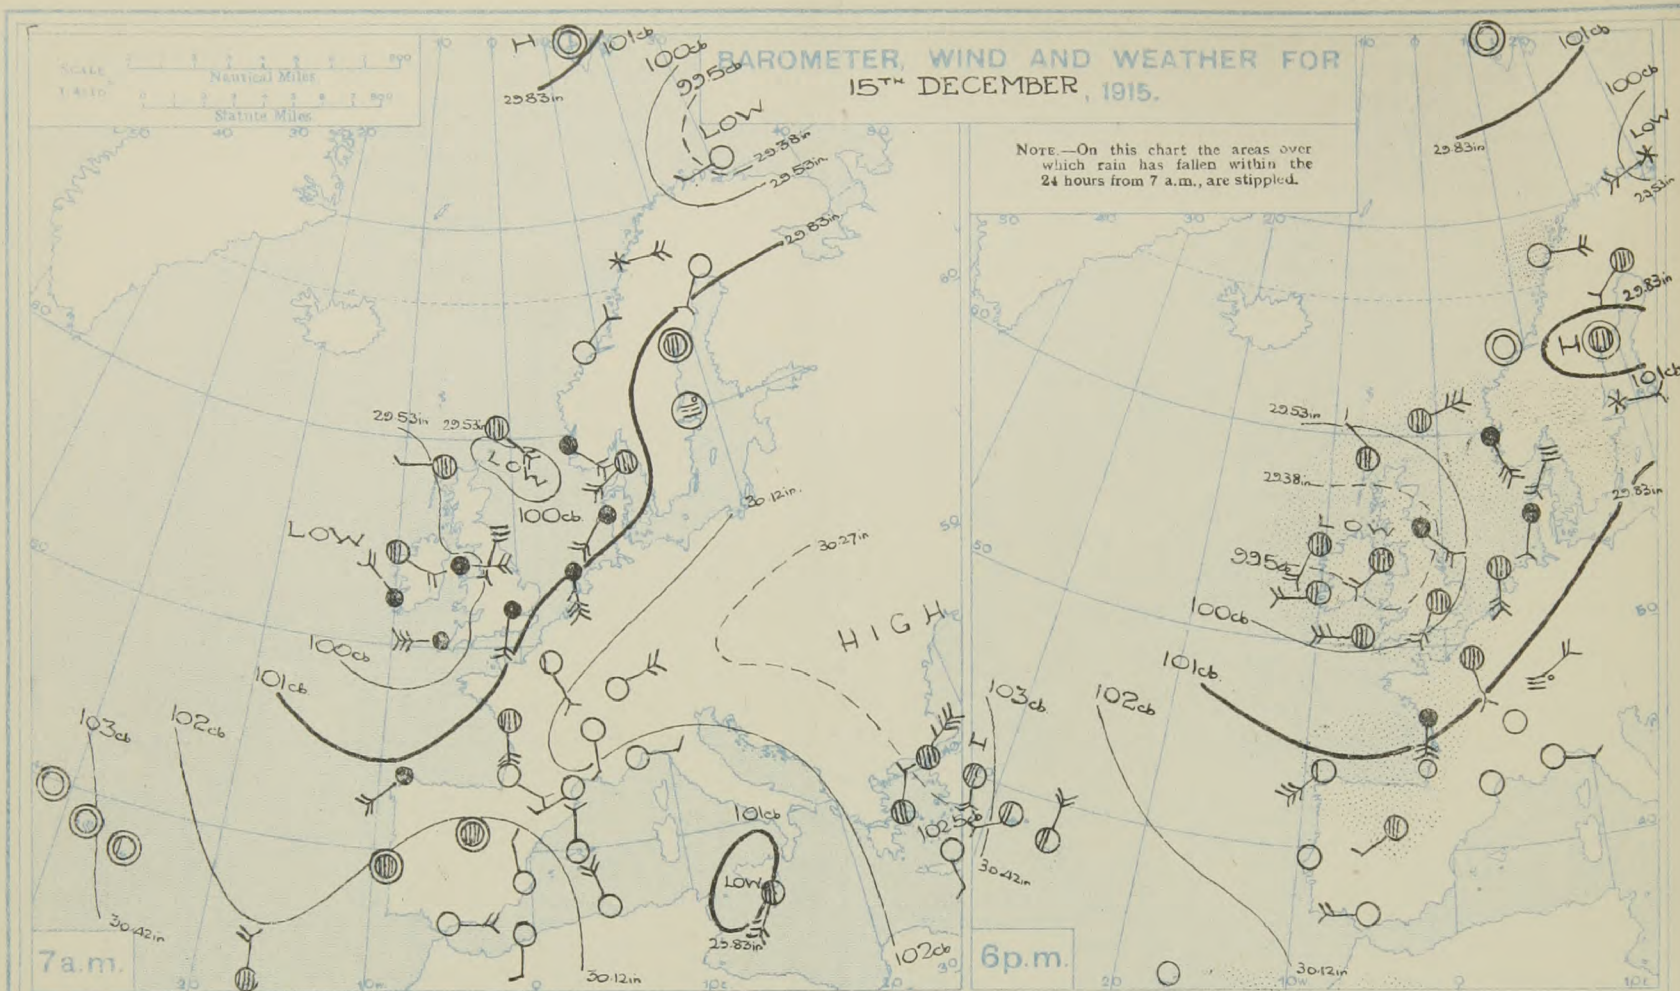 BAROMETER, WIND AND WEATHER FOR
15TH DECEMBER, 1915.
NOTE.—On this chart the areas over
which rain has fallen within the
24 hours from 7 a.m., are stippled.
SCALE
Nautical Miles
Statute Miles
H
101cb
29.83in
100cb
995cb
LOW
29.38in
29.53in
29.83in
29.53in
29.53in
LOW
100cb
LOW
30.12in.
30.27in
HIGH
100cb
101cb
102cb
103cb
30.42in
101cb
LOW
29.83in
30.12in
102cb
1025cb
7a.m.
101cb
29.83in
100cb
LOW
29.53in
29.83in
H
101cb
29.53in
29.38in
LOW
995cb
29.83in
100cb
101cb
102cb
103cb
30.42in
30.12in
6p.m.